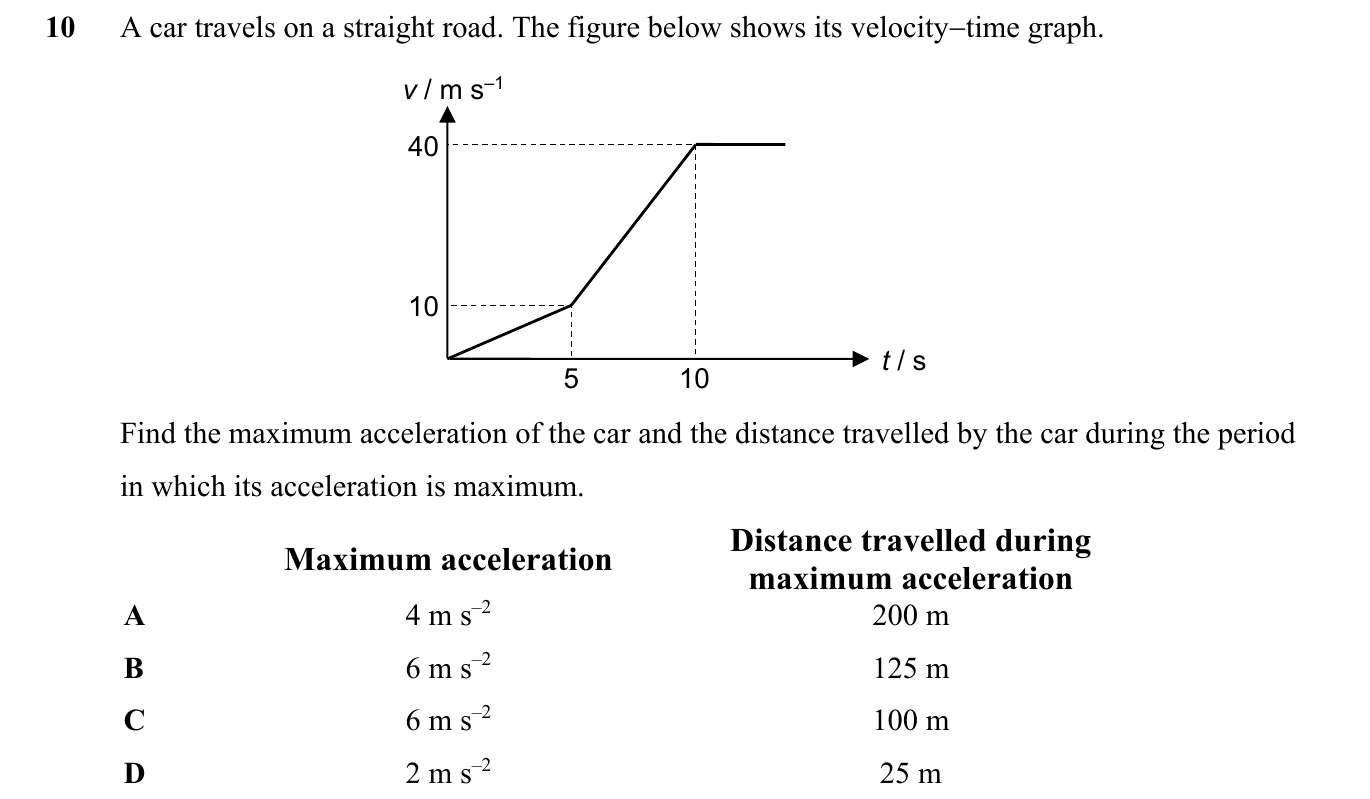 10 A car travels on a straight road. The figure below shows its velocity–time graph.
v / m s⁻¹
40
10
5 10
t / s
Find the maximum acceleration of the car and the distance travelled by the car during the period
in which its acceleration is maximum.
Maximum acceleration Distance travelled during
maximum acceleration
A 4 m s⁻² 200 m
B 6 m s⁻² 125 m
C 6 m s⁻² 100 m
D 2 m s⁻² 25 m